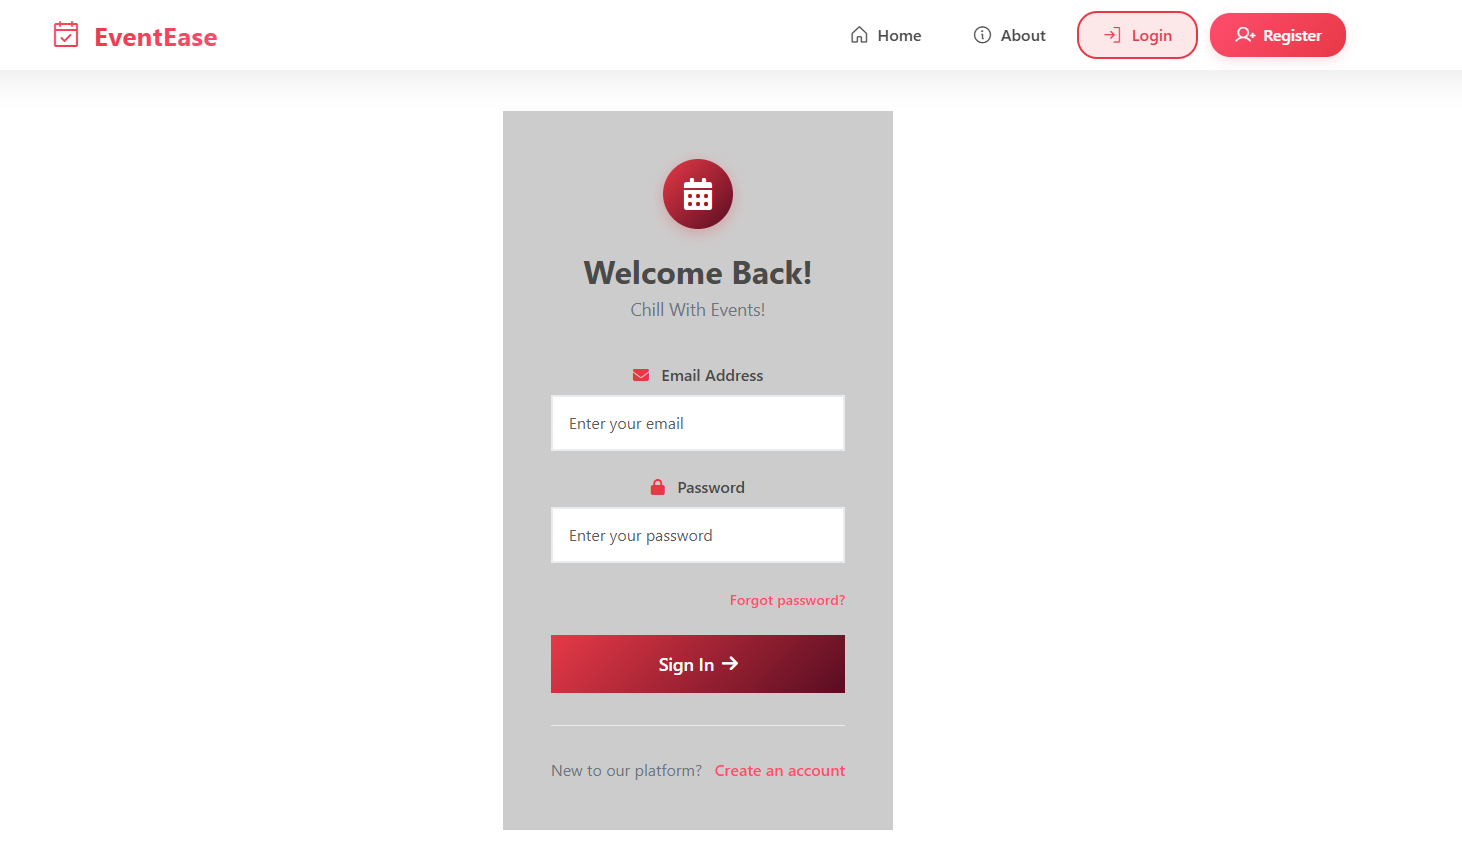 EventEase
Home
About
Login
Register
Welcome Back!
Chill With Events!
Email Address
Enter your email
Password
Enter your password
Forgot password?
Sign In
New to our platform? Create an account